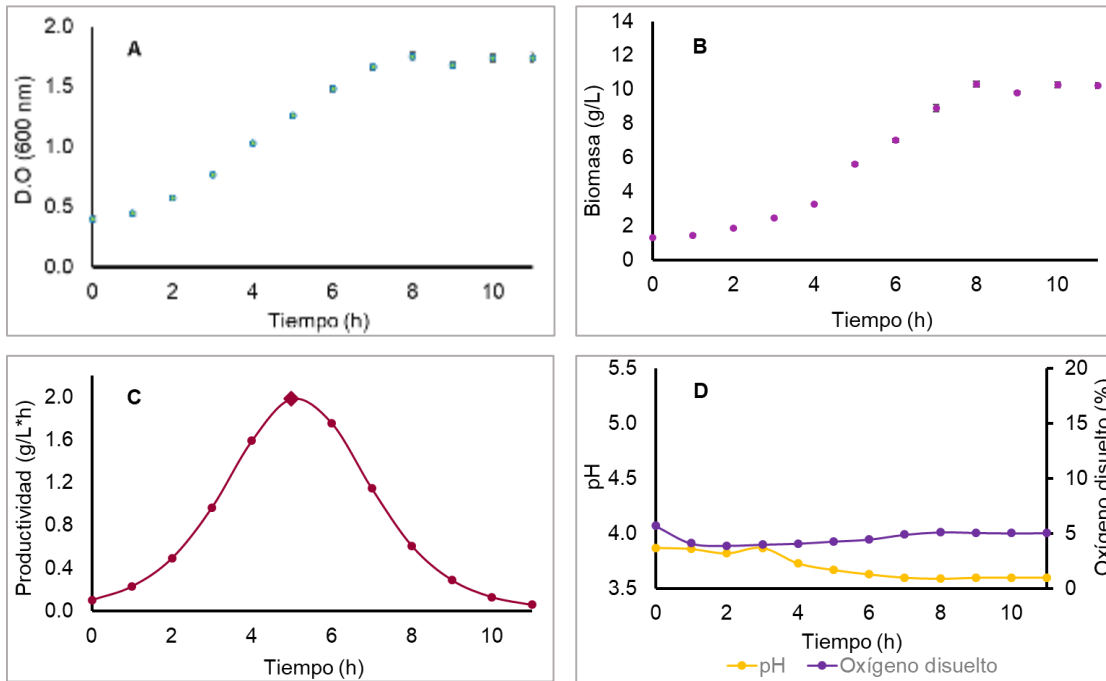 A
D.O (600 nm)
2.0
1.5
1.0
0.5
0.0
0 2 4 6 8 10
Tiempo (h)
B
Biomasa (g/L)
14
12
10
8
6
4
2
0
0 2 4 6 8 10
Tiempo (h)
C
Productividad (g/L*h)
2.0
1.6
1.2
0.8
0.4
0.0
0 2 4 6 8 10
Tiempo (h)
D
pH
5.5
5.0
4.5
4.0
3.5
20
15
10
5
0
Oxígeno disuelto (%)
0 2 4 6 8 10
Tiempo (h)
pH Oxígeno disuelto